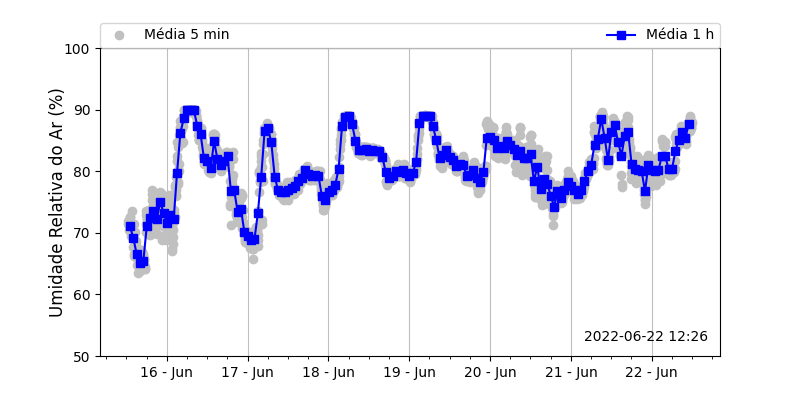 Média 5 min Média 1 h
Umidade Relativa do Ar (%)
100
90
80
70
60
50
2022-06-22 12:26
16 - Jun 17 - Jun 18 - Jun 19 - Jun 20 - Jun 21 - Jun 22 - Jun